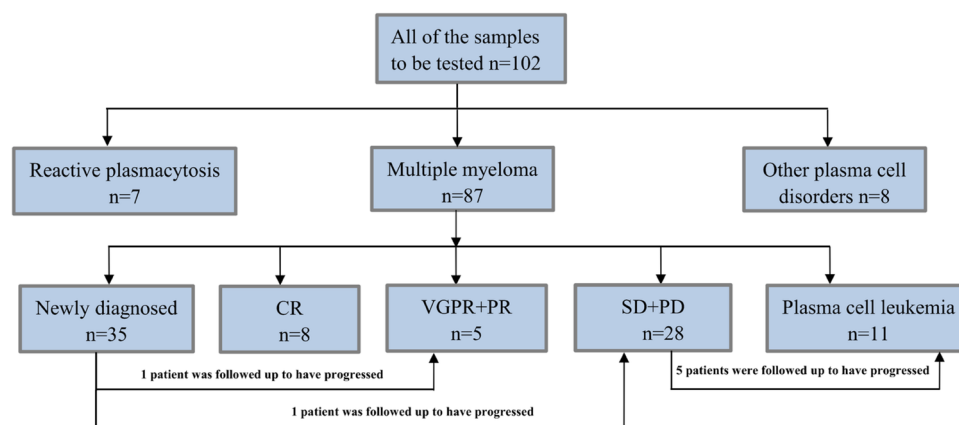 All of the samples
to be tested n=102
Reactive plasmacytosis
n=7
Multiple myeloma
n=87
Other plasma cell
disorders n=8
Newly diagnosed
n=35
CR
n=8
VGPR+PR
n=5
SD+PD
n=28
Plasma cell leukemia
n=11
1 patient was followed up to have progressed
5 patients were followed up to have progressed
1 patient was followed up to have progressed